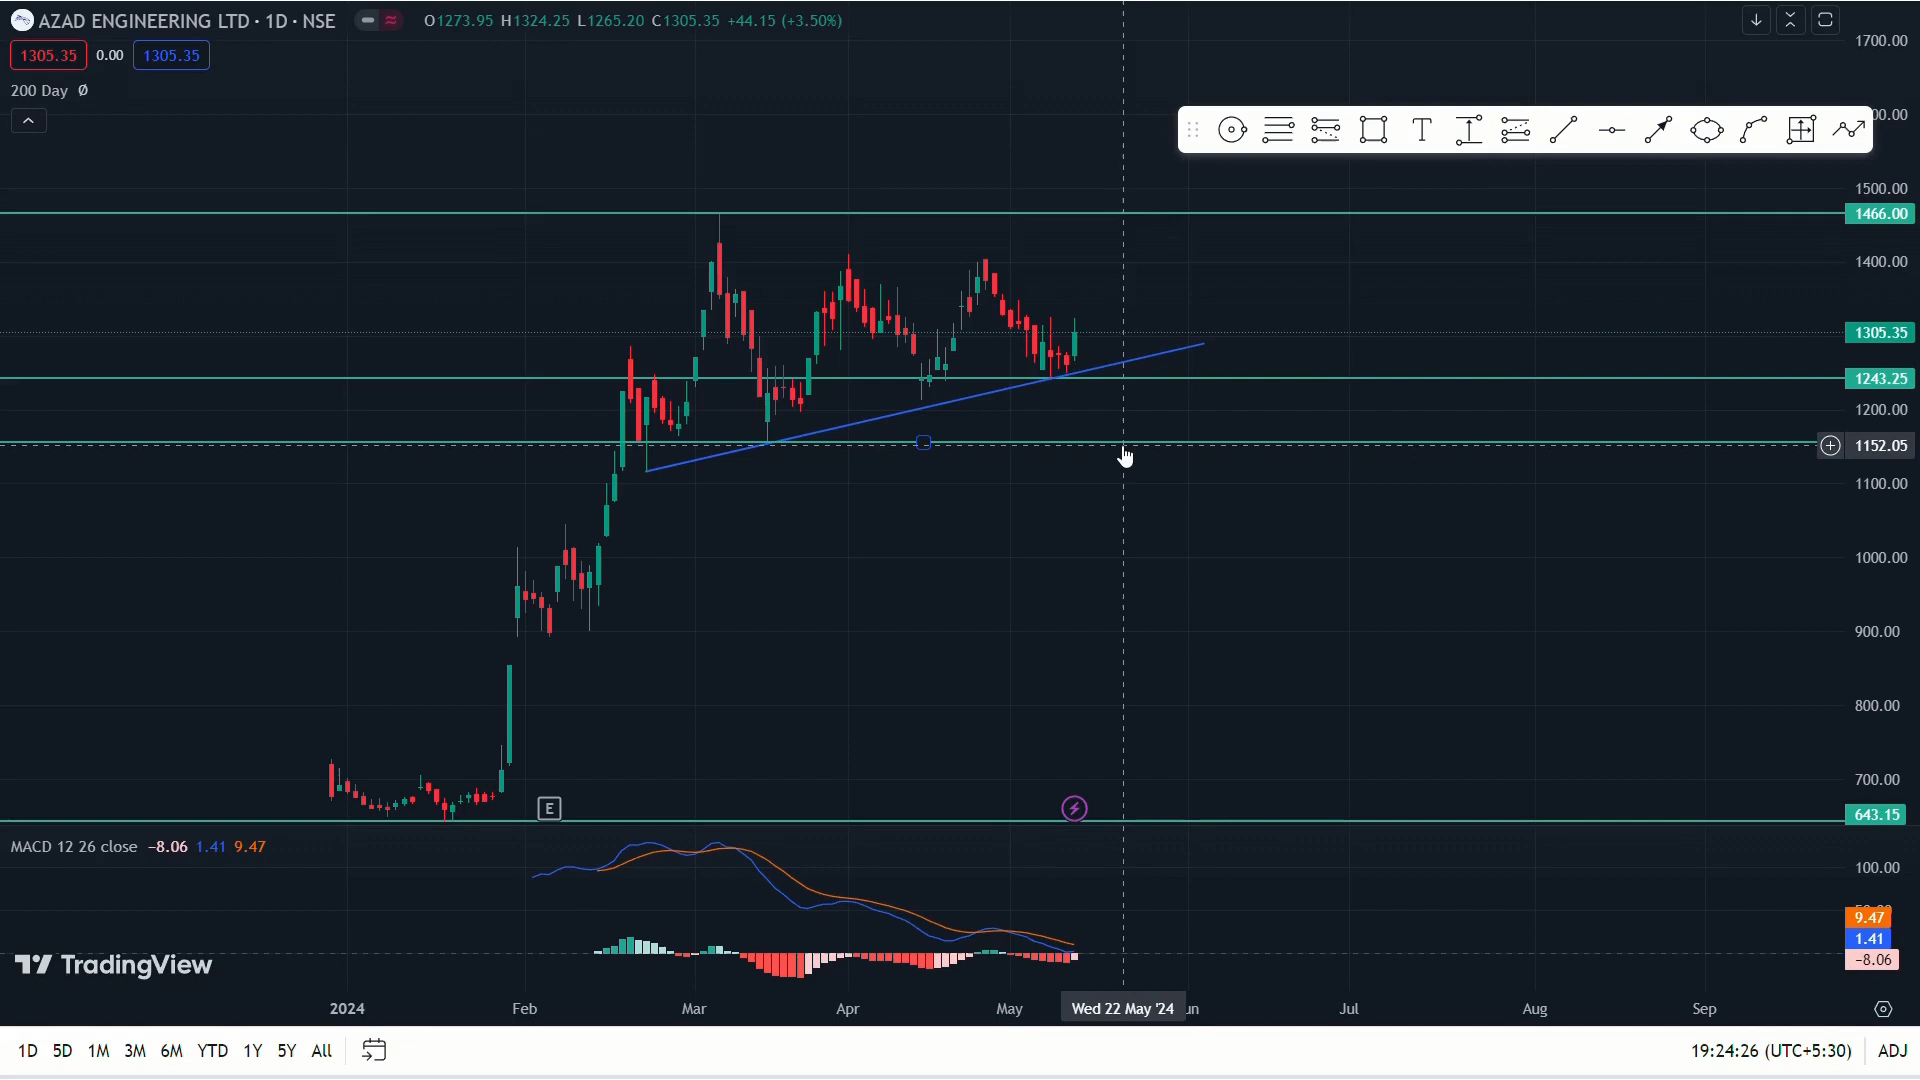 AZAD ENGINEERING LTD · 1D · NSE O1273.95 H1324.25 L1265.20 C1305.35 +44.15 (+3.50%)
1305.35 0.00 1305.35
200 Day Ø
1700.00
1500.00
1466.00
1400.00
1305.35
1243.25
1200.00
1152.05
1100.00
1000.00
900.00
800.00
700.00
643.15
E
MACD 12 26 close −8.06 1.41 9.47
100.00
9.47
1.41
−8.06
TradingView
2024 Feb Mar Apr May Wed 22 May '24 Jul Aug Sep
1D 5D 1M 3M 6M YTD 1Y 5Y All 19:24:26 (UTC+5:30) ADJ